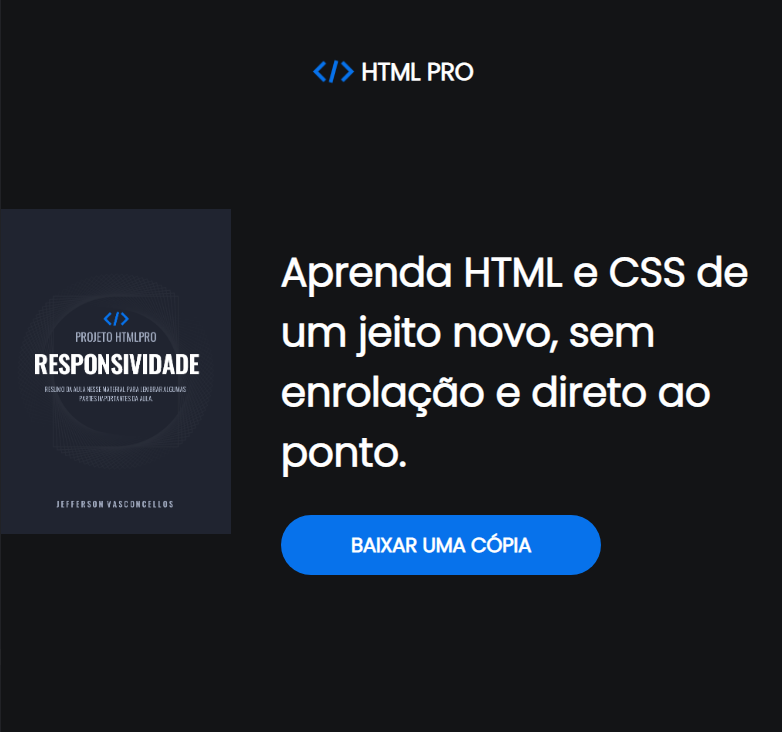 </> HTML PRO
PROJETO HTMLPRO
RESPONSIVIDADE
RESUMO DA AULA NESSE MATERIAL PARA LEMBRAR ALGUMAS
PARTES IMPORTANTES DA AULA.
JEFFERSON VASCONCELLOS
Aprenda HTML e CSS de
um jeito novo, sem
enrolação e direto ao
ponto.
BAIXAR UMA CÓPIA